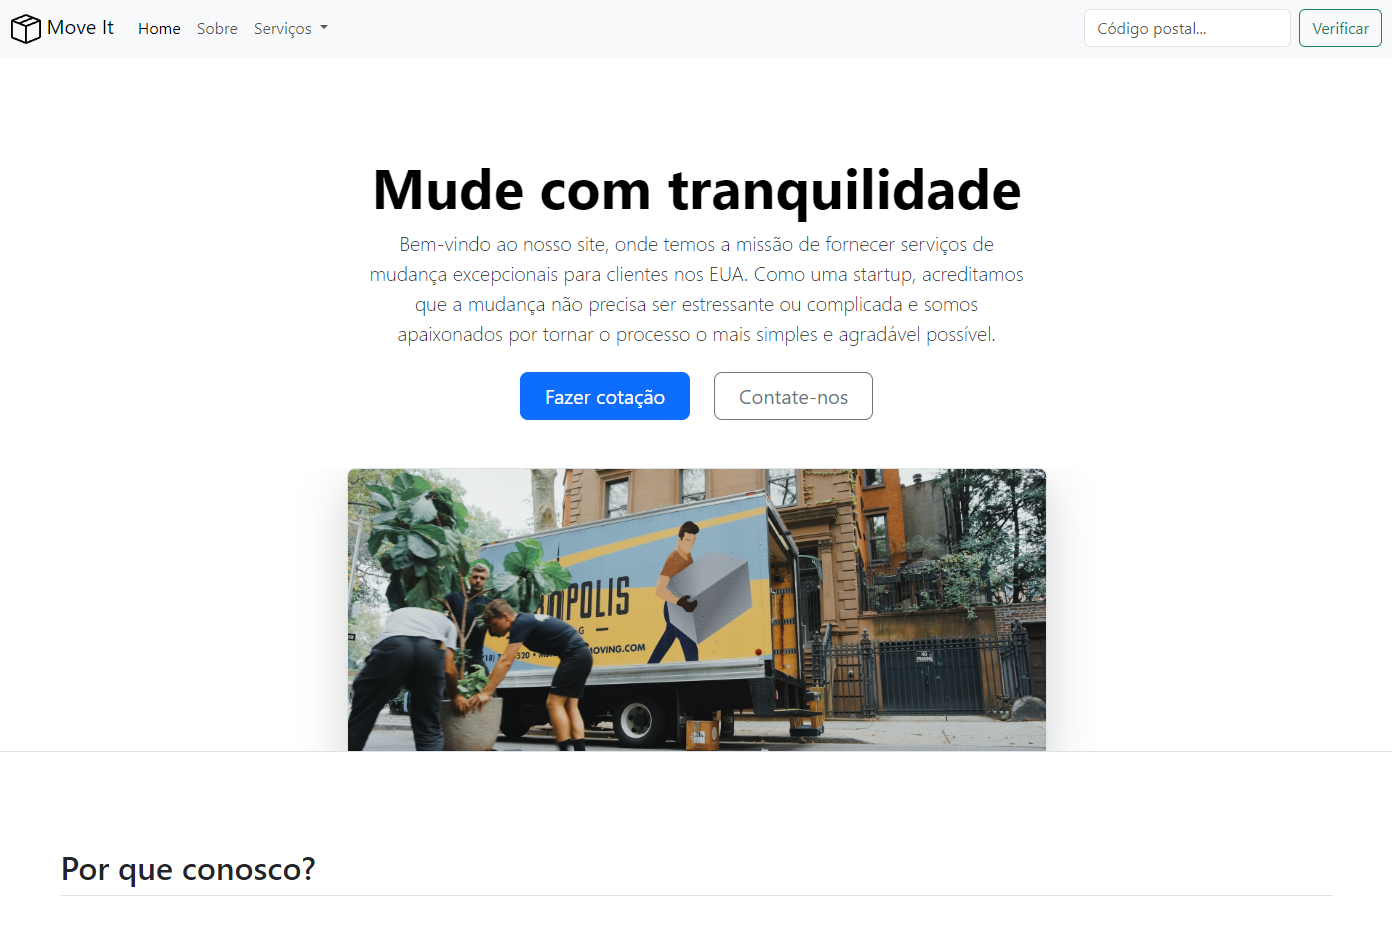 Move It
Home
Sobre
Serviços
Código postal...
Verificar
Mude com tranquilidade
Bem-vindo ao nosso site, onde temos a missão de fornecer serviços de
mudança excepcionais para clientes nos EUA. Como uma startup, acreditamos
que a mudança não precisa ser estressante ou complicada e somos
apaixonados por tornar o processo o mais simples e agradável possível.
Fazer cotação
Contate-nos
POLIS
MOVING.COM
NO
PARKING
Por que conosco?